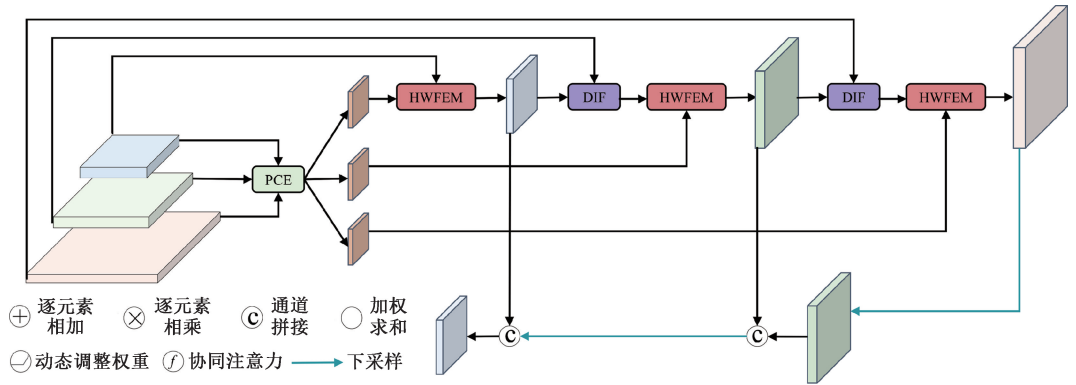 HWFEM
DIF
HWFEM
DIF
HWFEM
PCE
逐元素
相加
逐元素
相乘
C
通道
拼接
加权
求和
C
C
动态调整权重
f
协同注意力
下采样